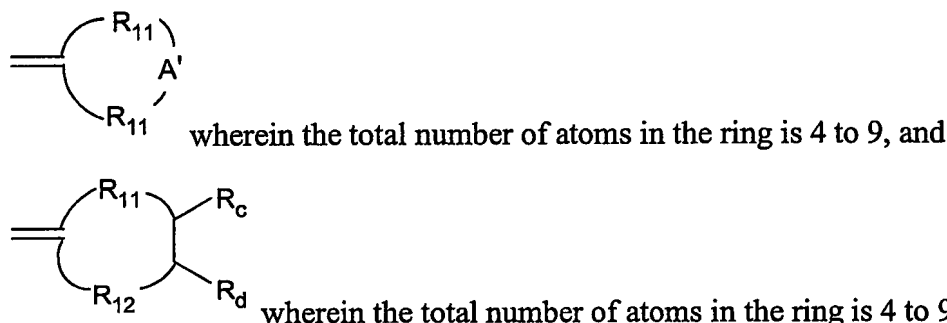 R11
A'
R11 wherein the total number of atoms in the ring is 4 to 9, and
R11 Rc
R12 Rd wherein the total number of atoms in the ring is 4 to 9